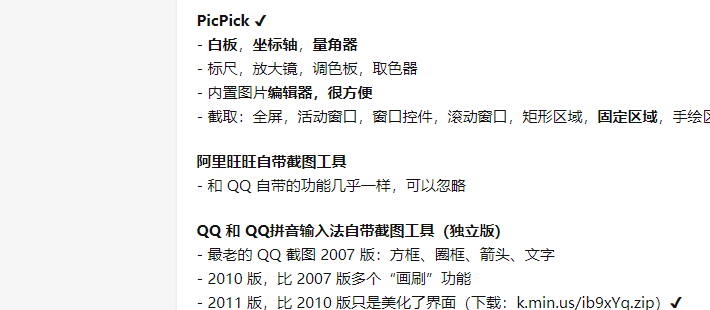 PicPick ✔
- 白板，坐标轴，量角器
- 标尺，放大镜，调色板，取色器
- 内置图片编辑器，很方便
- 截取：全屏，活动窗口，窗口控件，滚动窗口，矩形区域，固定区域，手绘区
阿里旺旺自带截图工具
- 和 QQ 自带的功能几乎一样，可以忽略
QQ 和 QQ拼音输入法自带截图工具（独立版）
- 最老的 QQ 截图 2007 版：方框、圈框、箭头、文字
- 2010 版，比 2007 版多个“画刷”功能
- 2011 版，比 2010 版只是美化了界面（下载：k.min.us/ib9xYq.zip）✔